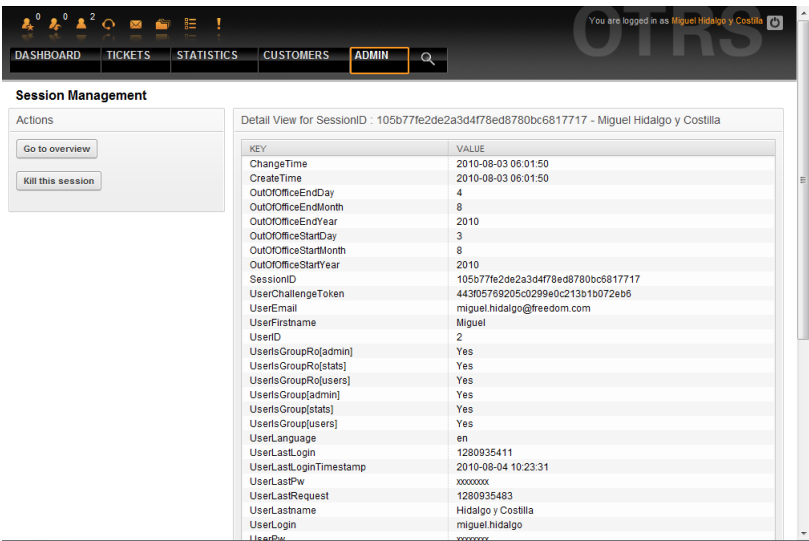 0 0 2
You are logged in as Miguel Hidalgo y Costilla
OTRS
DASHBOARD TICKETS STATISTICS CUSTOMERS ADMIN
Session Management
Actions
Go to overview
Kill this session
Detail View for SessionID : 105b77fe2de2a3d4f78ed8780bc6817717 - Miguel Hidalgo y Costilla
KEY VALUE
ChangeTime 2010-08-03 06:01:50
CreateTime 2010-08-03 06:01:50
OutOfOfficeEndDay 4
OutOfOfficeEndMonth 8
OutOfOfficeEndYear 2010
OutOfOfficeStartDay 3
OutOfOfficeStartMonth 8
OutOfOfficeStartYear 2010
SessionID 105b77fe2de2a3d4f78ed8780bc6817717
UserChallengeToken 443f05769205c0299e0c213b1b072eb6
UserEmail miguel.hidalgo@freedom.com
UserFirstname Miguel
UserID 2
UserIsGroupRo[admin] Yes
UserIsGroupRo[stats] Yes
UserIsGroupRo[users] Yes
UserIsGroup[admin] Yes
UserIsGroup[stats] Yes
UserIsGroup[users] Yes
UserLanguage en
UserLastLogin 1280935411
UserLastLoginTimestamp 2010-08-04 10:23:31
UserLastPw xxxxxxxx
UserLastRequest 1280935483
UserLastname Hidalgo y Costilla
UserLogin miguel.hidalgo
UserPw xxxxxxxx